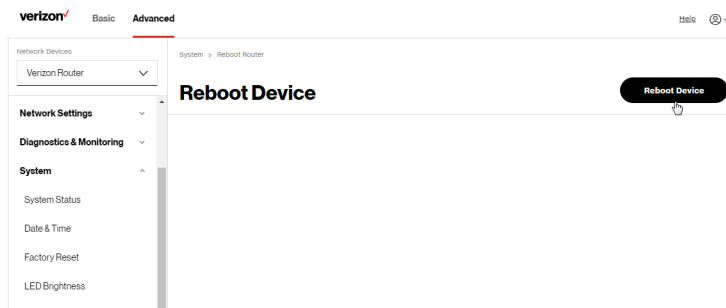 verizon
Basic
Advanced
Help
Network Devices
Verizon Router
System > Reboot Router
Reboot Device
Reboot Device
Network Settings
Diagnostics & Monitoring
System
System Status
Date & Time
Factory Reset
LED Brightness